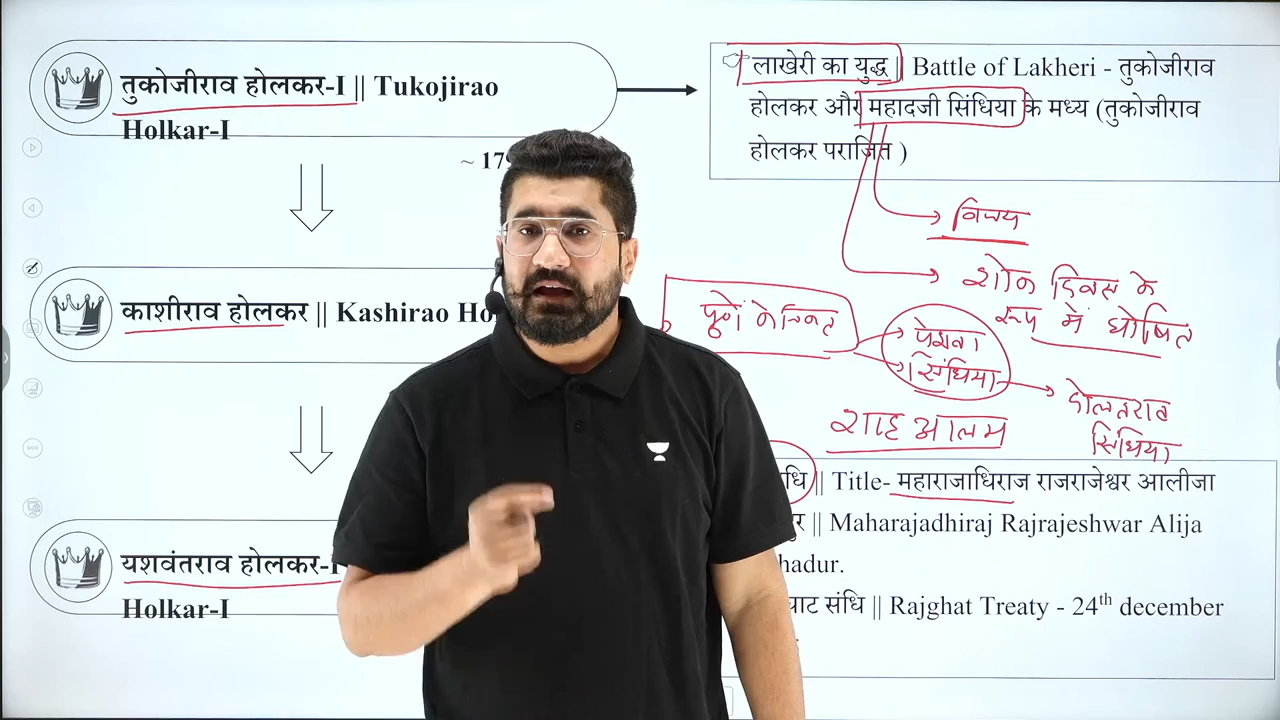 तुकोजीराव होलकर-I || Tukojirao
Holkar-I
~ 17
लाखेरी का युद्ध || Battle of Lakheri - तुकोजीराव
होलकर और महादजी सिंधिया के मध्य (तुकोजीराव
होलकर पराजित )
विजय
शोक दिवस के
रूप में घोषित
पेशवा
सिंधिया
दोलतराव
सिंधिया
शाह आलम
काशीराव होलकर || Kashirao Ho
धि || Title- महाराजाधिराज राजराजेश्वर आलीजा
|| Maharajadhiraj Rajrajeshwar Alija
hadur.
यशवंतराव होलकर-I
Holkar-I
घाट संधि || Rajghat Treaty - 24th december